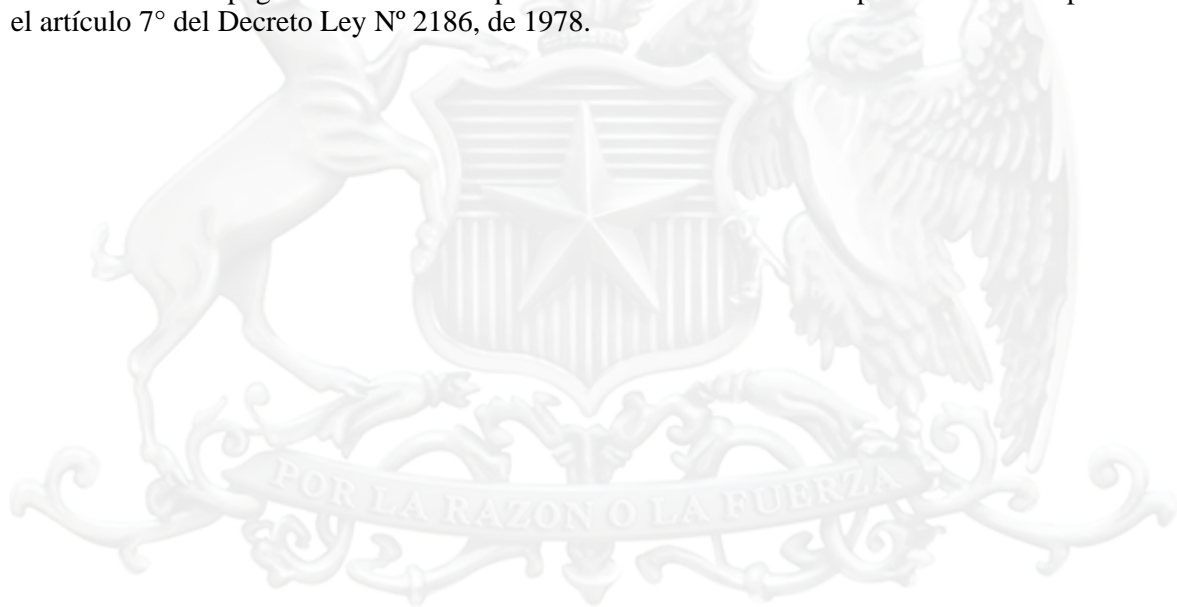 el artículo 7° del Decreto Ley Nº 2186, de 1978.
POR LA RAZON O LA FUERZA